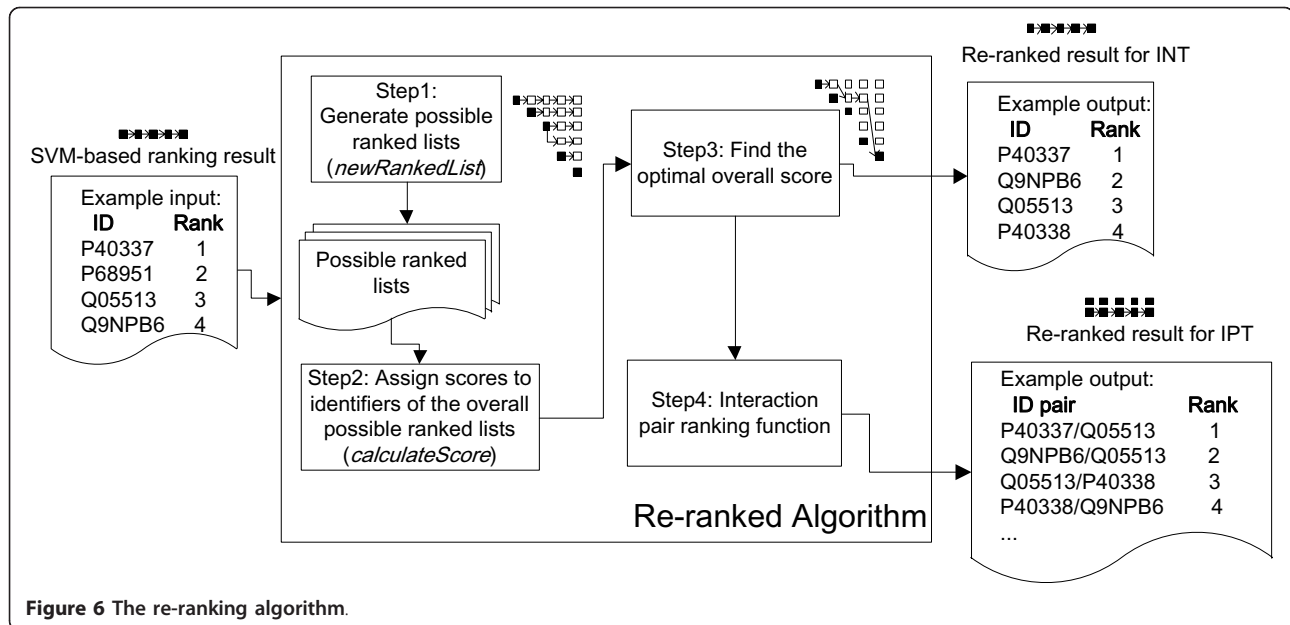 SVM-based ranking result
Example input:
ID Rank
P40337 1
P68951 2
Q05513 3
Q9NPB6 4
Step1:
Generate possible
ranked lists
(newRankedList)
Possible ranked
lists
Step2: Assign scores to
identifiers of the overall
possible ranked lists
(calculateScore)
Step3: Find the
optimal overall score
Step4: Interaction
pair ranking function
Re-ranked Algorithm
Re-ranked result for INT
Example output:
ID Rank
P40337 1
Q9NPB6 2
Q05513 3
P40338 4
Re-ranked result for IPT
Example output:
ID pair Rank
P40337/Q05513 1
Q9NPB6/Q05513 2
Q05513/P40338 3
P40338/Q9NPB6 4
...
Figure 6 The re-ranking algorithm.